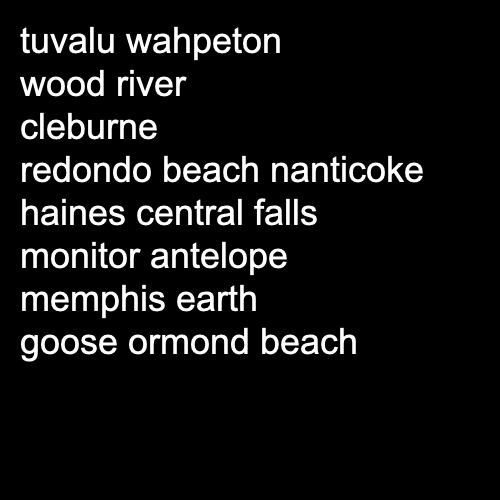 tuvalu wahpeton
wood river
cleburne
redondo beach nanticoke
haines central falls
monitor antelope
memphis earth
goose ormond beach